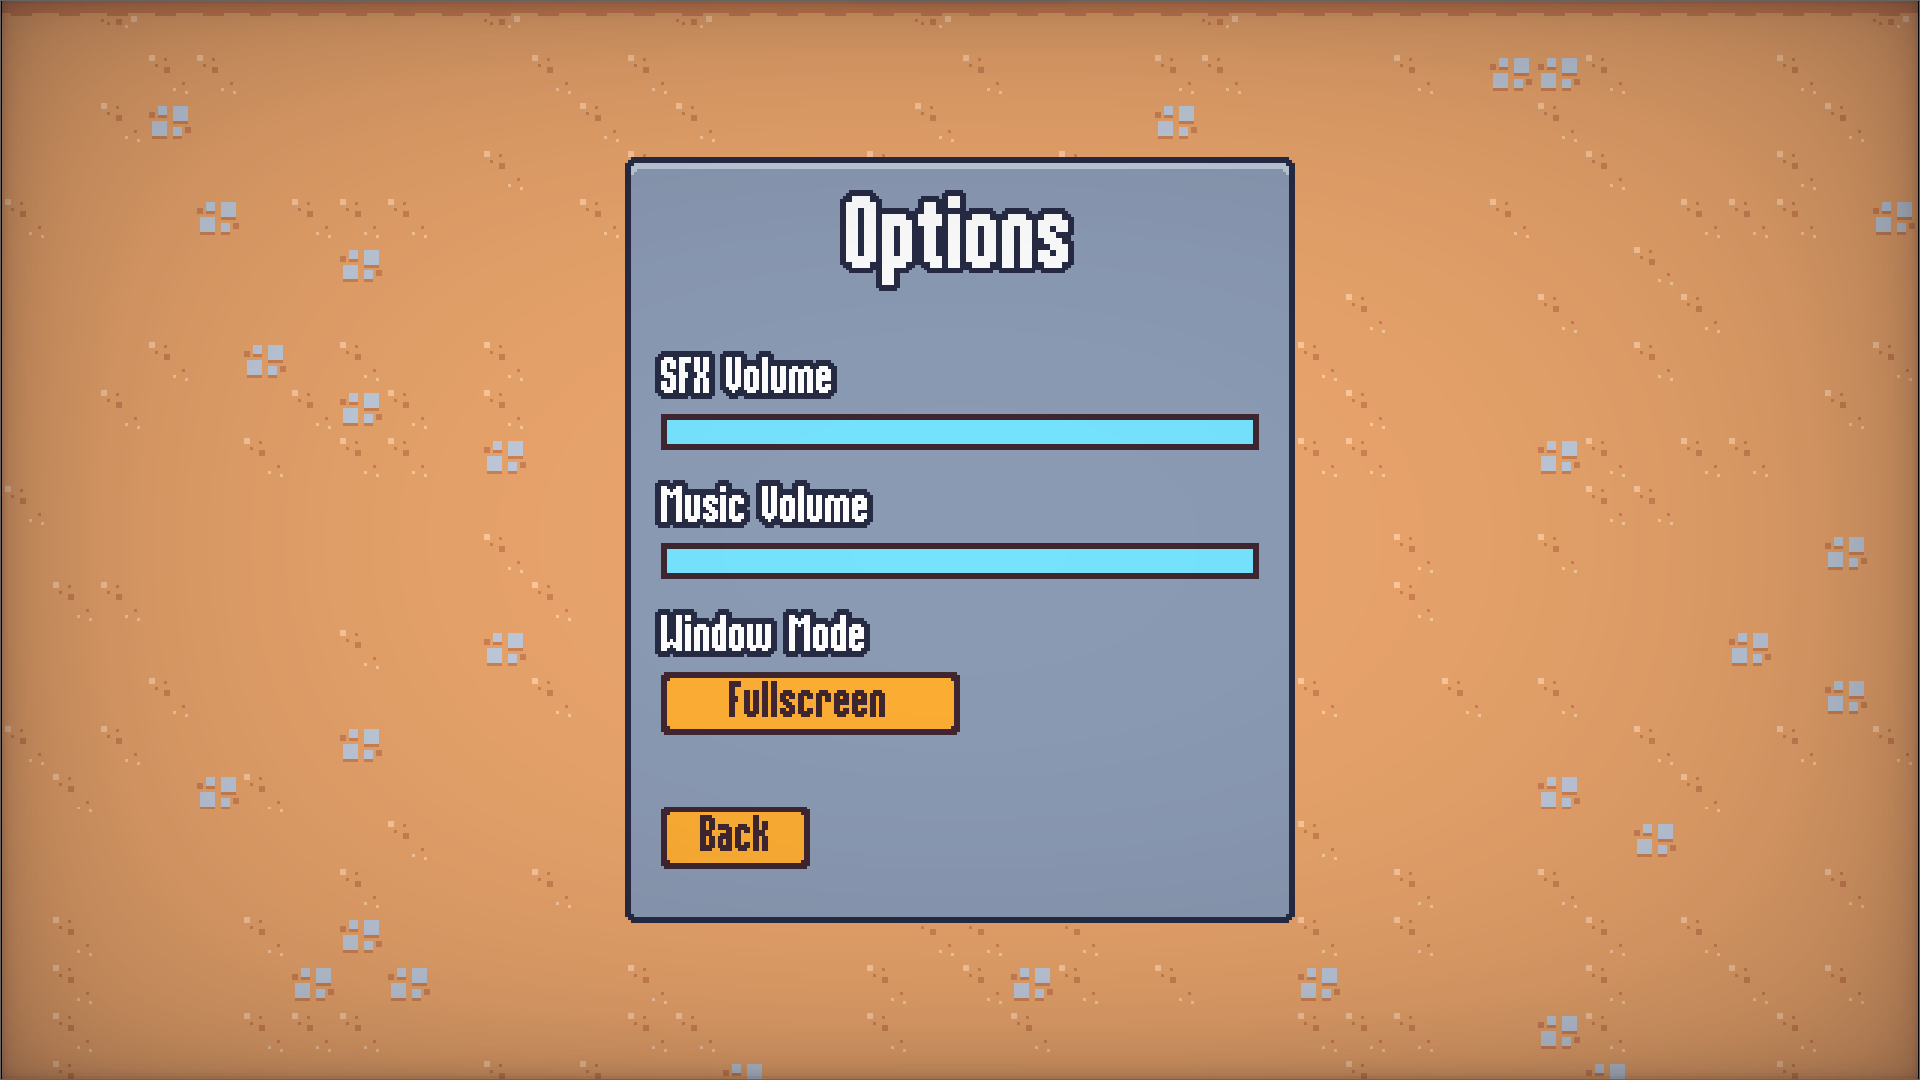 Options
SFX Volume
Music Volume
Window Mode
Fullscreen
Back